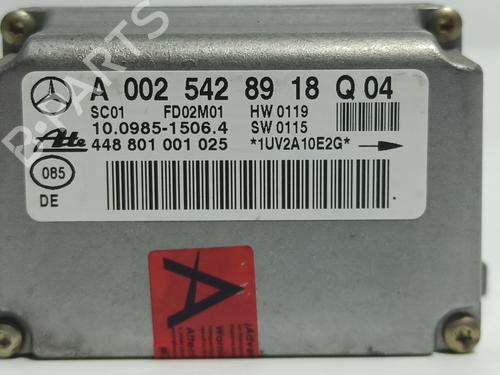 A 002 542 89 18 Q 04
SC01 FD02M01 HW 0119
10.0985-1506.4 SW 0115
Ate 448 801 001 025 *1UV2A10E2G*
085
DE
A
B-PARTS